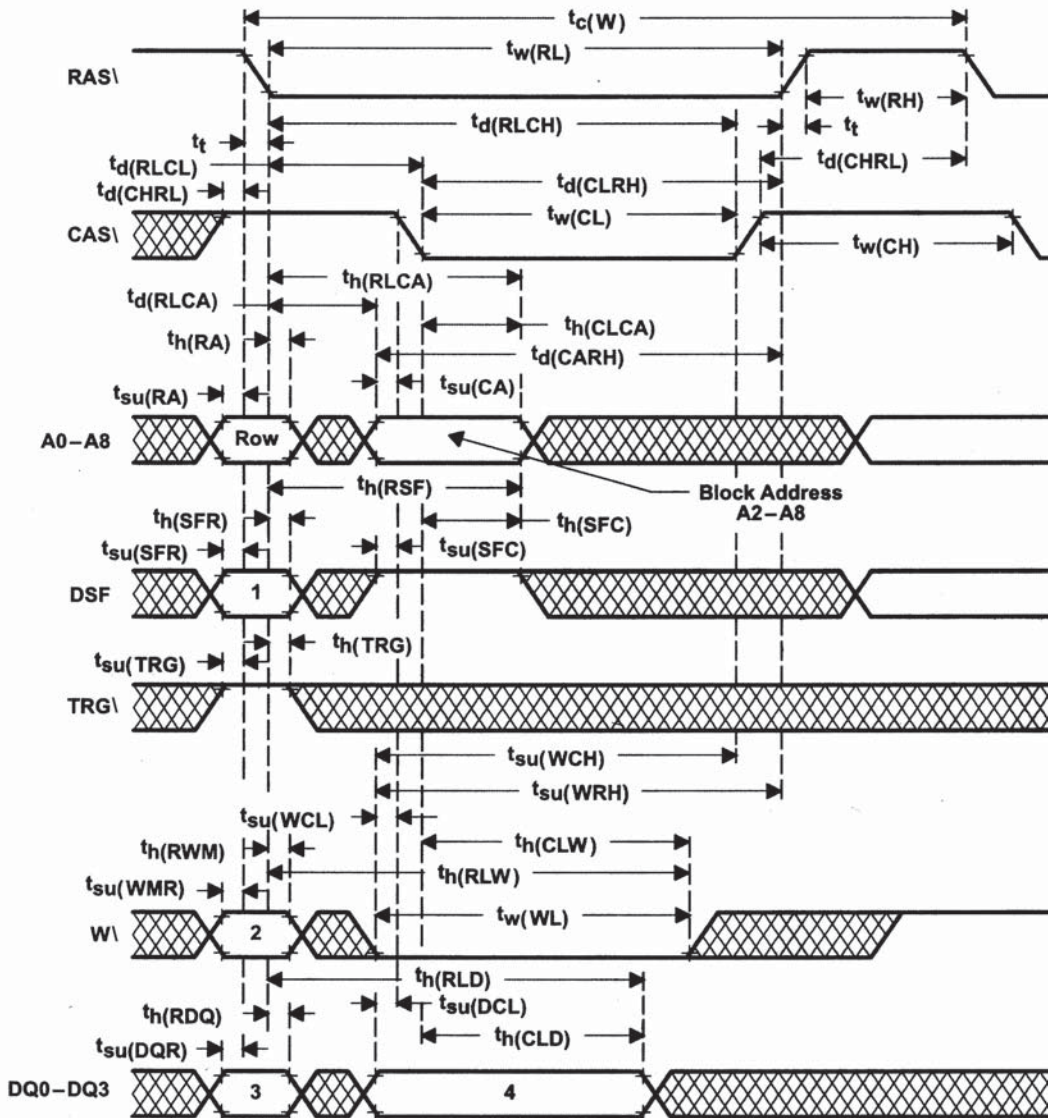 tc(W)
tw(RL)
RAS\
tw(RH)
td(RLCH)
tt
tt
td(RLCL)
td(CHRL)
td(CHRL)
td(CLRH)
tw(CL)
CAS\
tw(CH)
th(RLCA)
td(RLCA)
th(RA)
th(CLCA)
td(CARH)
tsu(RA)
tsu(CA)
A0–A8
Row
th(RSF)
Block Address
A2–A8
th(SFR)
th(SFC)
tsu(SFR)
tsu(SFC)
DSF
1
th(TRG)
tsu(TRG)
TRG\
tsu(WCH)
tsu(WRH)
tsu(WCL)
th(RWM)
th(CLW)
th(RLW)
tsu(WMR)
tw(WL)
W\
2
th(RLD)
th(RDQ)
tsu(DCL)
th(CLD)
tsu(DQR)
DQ0–DQ3
3
4